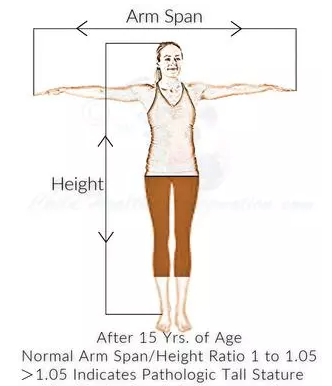 Arm Span
Height
After 15 Yrs. of Age
Normal Arm Span/Height Ratio 1 to 1.05
>1.05 Indicates Pathologic Tall Stature